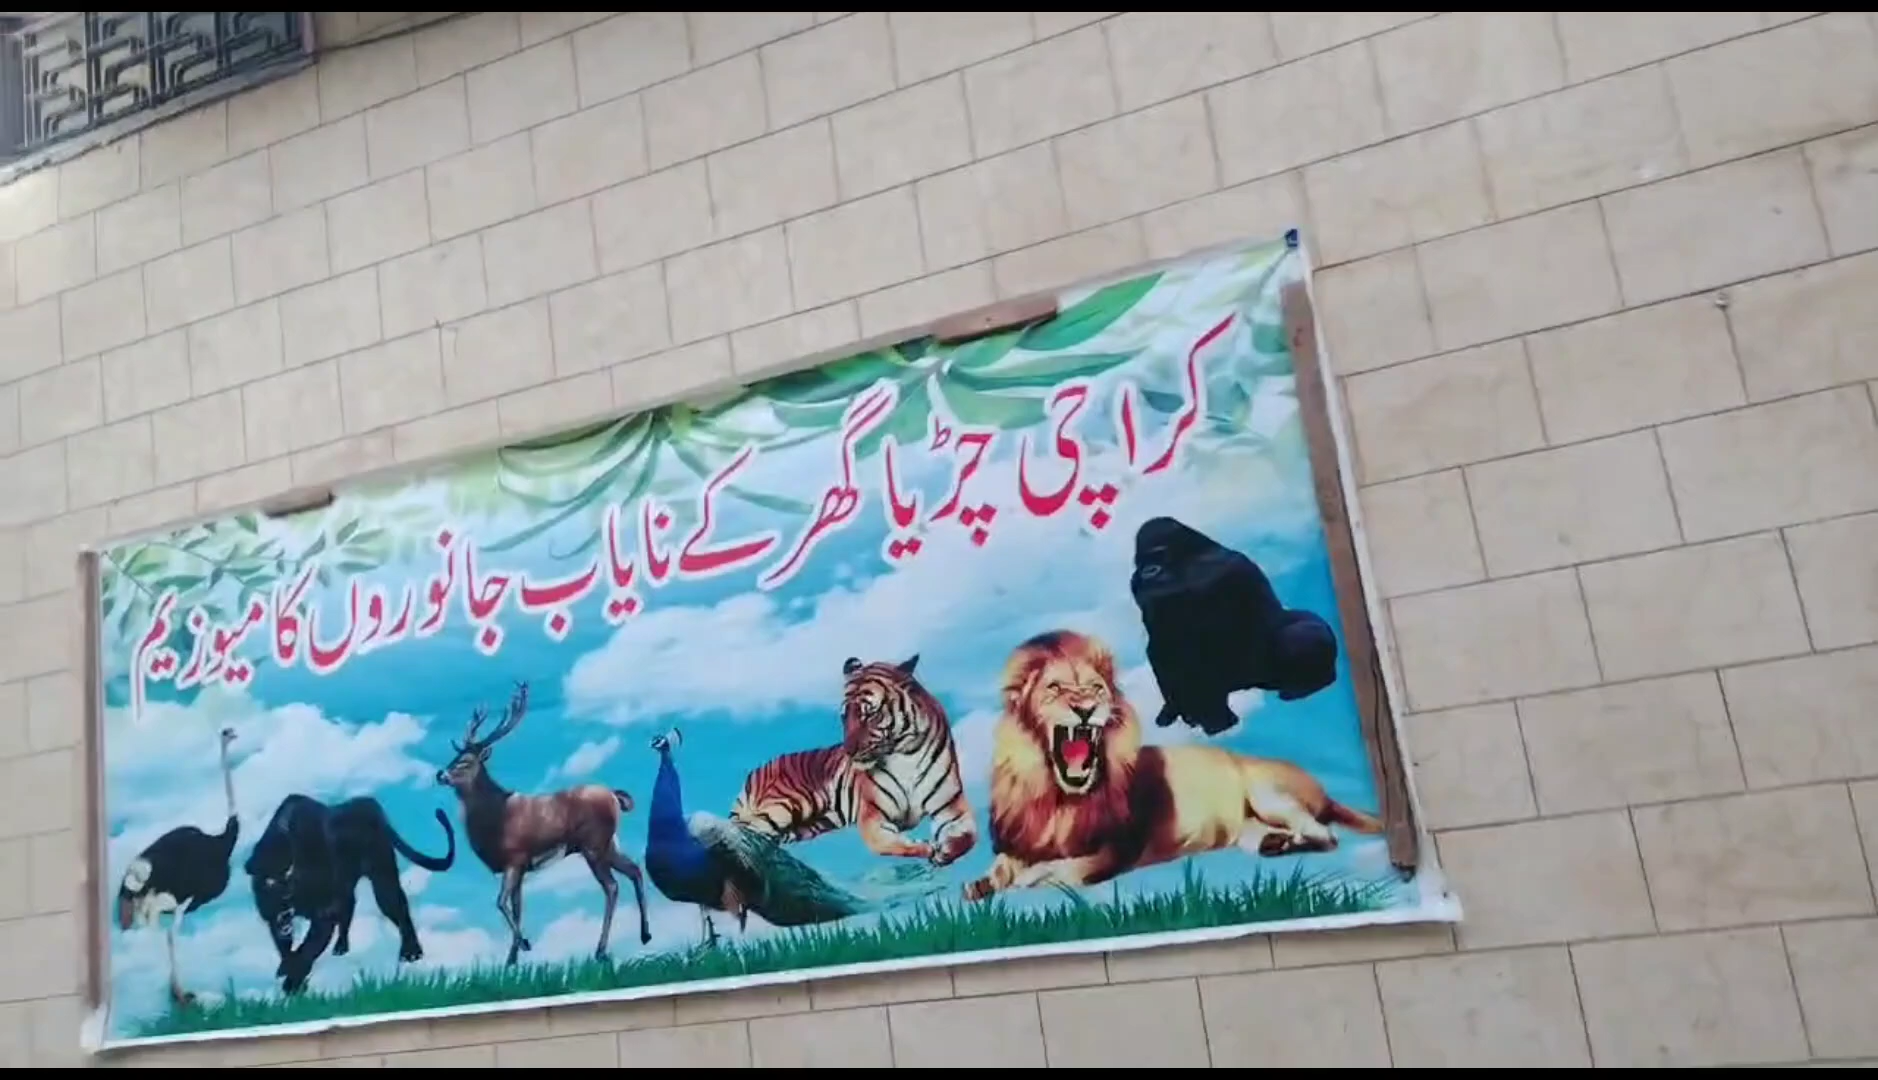 کراچی چڑیا گھر کے نایاب جانوروں کا میوزیم